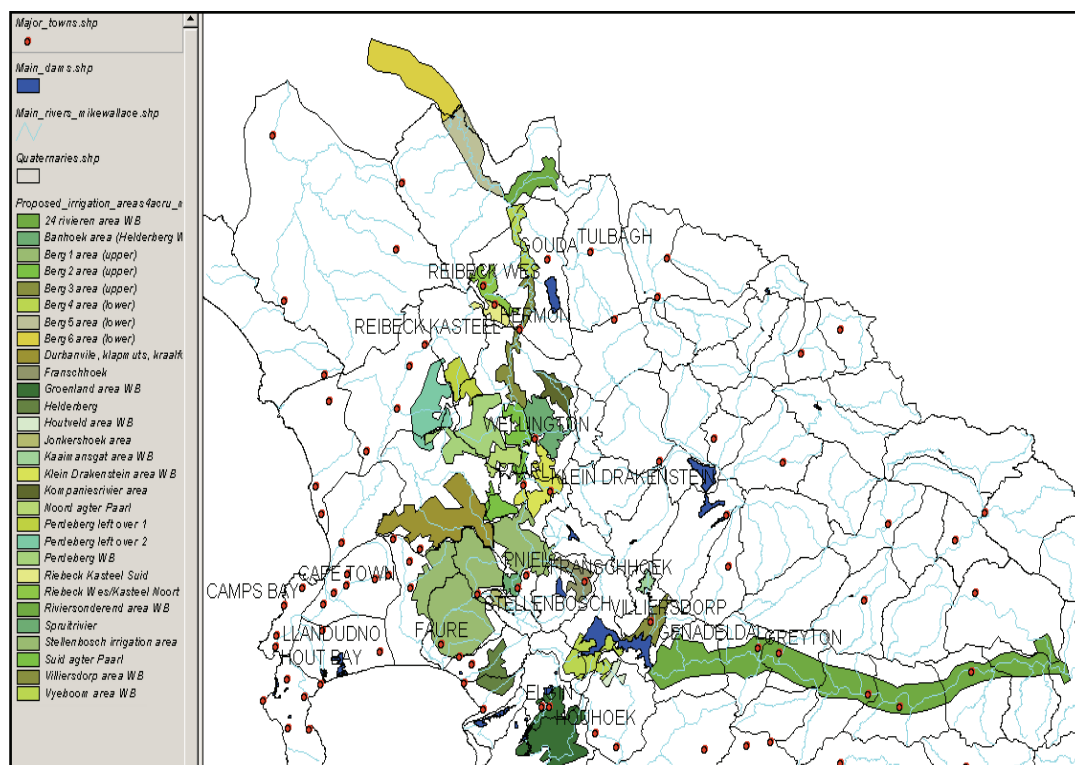 Major_towns.shp
Main_dams.shp
Main_rivers_mikewallace.shp
Quaternaries.shp
Proposed_irrigation_areas4acru_m
24 rivieren area WB
Banhoek area (Helderberg W
Berg 1 area (upper)
Berg 2 area (upper)
Berg 3 area (upper)
Berg 4 area (lower)
Berg 5 area (lower)
Berg 6 area (lower)
Durbanvile, klapmuts, kraaifo
Franschhoek
Groenland area WB
Helderberg
Houtveld area WB
Jonkershoek area
Kaaimansgat area WB
Klein Drakenstein area WB
Kompaniesrivier area
Noord agter Paarl
Perdeberg left over 1
Perdeberg left over 2
Perdeberg WB
Riebeck Kasteel Suid
Riebeck Wes/Kasteel Noort
Riviersonderend area WB
Spruitrivier
Stellenbosch irrigation area
Suid agter Paarl
Villiersdorp area WB
Vyeboom area WB
GOUDA
TULBAGH
REIBECK WES
HERMON
REIBECK KASTEEL
WELLINGTON
PAARL
KLEIN DRAKENSTEIN
PNIEL
FRANSCHHOEK
CAPE TOWN
CAMPS BAY
STELLENBOSCH
VILLIERSDORP
LLANDUDNO
FAURE
GENADELDAL
GREYTON
HOUT BAY
HOUHOEK